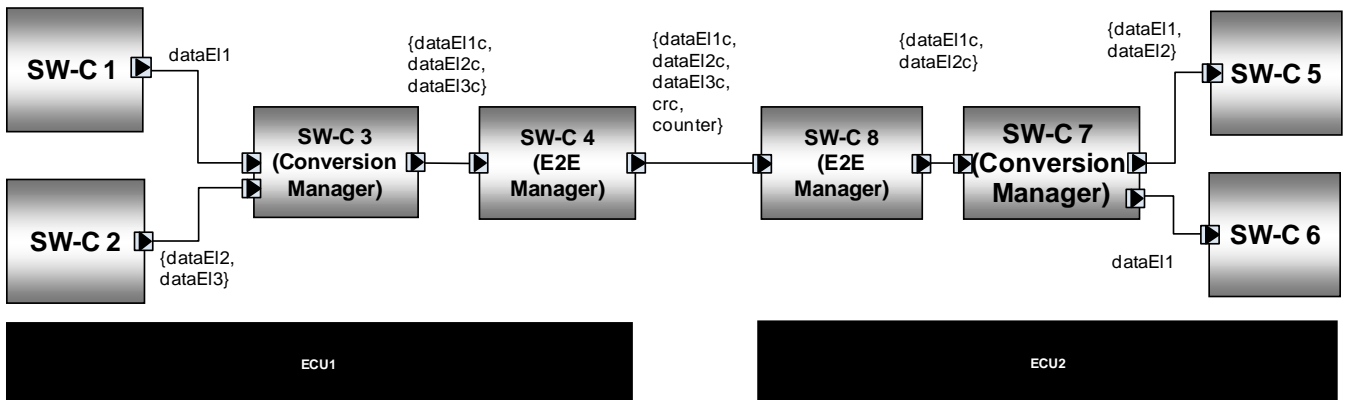 SW-C 1
dataEl1
{dataEl1c,
dataEl2c,
dataEl3c}
{dataEl1c,
dataEl2c,
dataEl3c,
crc,
counter}
{dataEl1c,
dataEl2c}
{dataEl1,
dataEl2}
SW-C 5
SW-C 3
(Conversion
Manager)
SW-C 4
(E2E
Manager)
SW-C 8
(E2E
Manager)
SW-C 7
(Conversion
Manager)
SW-C 2
{dataEl2,
dataEl3}
dataEl1
SW-C 6
ECU1
ECU2